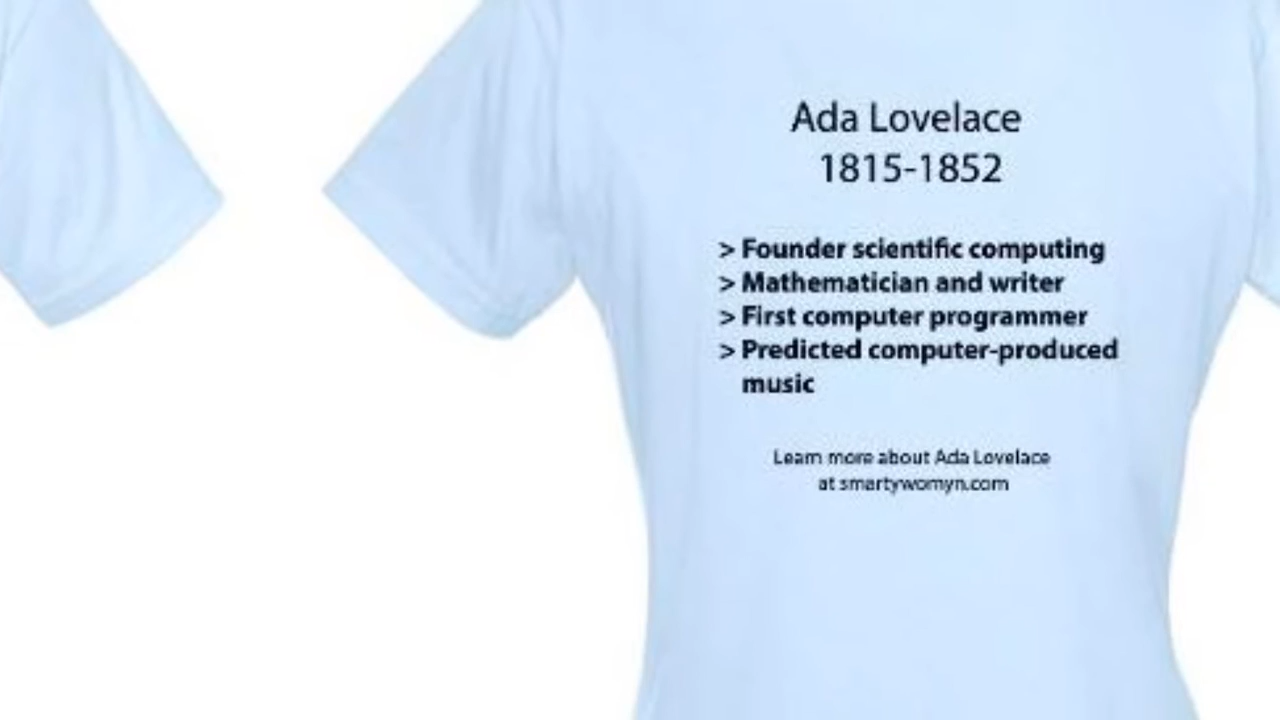 Ada Lovelace
1815-1852
> Founder scientific computing
> Mathematician and writer
> First computer programmer
> Predicted computer-produced
music
Learn more about Ada Lovelace
at smartywomyn.com